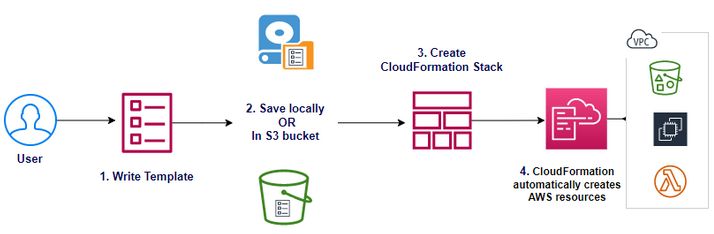 User
1. Write Template
2. Save locally
OR
In S3 bucket
3. Create
CloudFormation Stack
4. CloudFormation
automatically creates
AWS resources
VPC